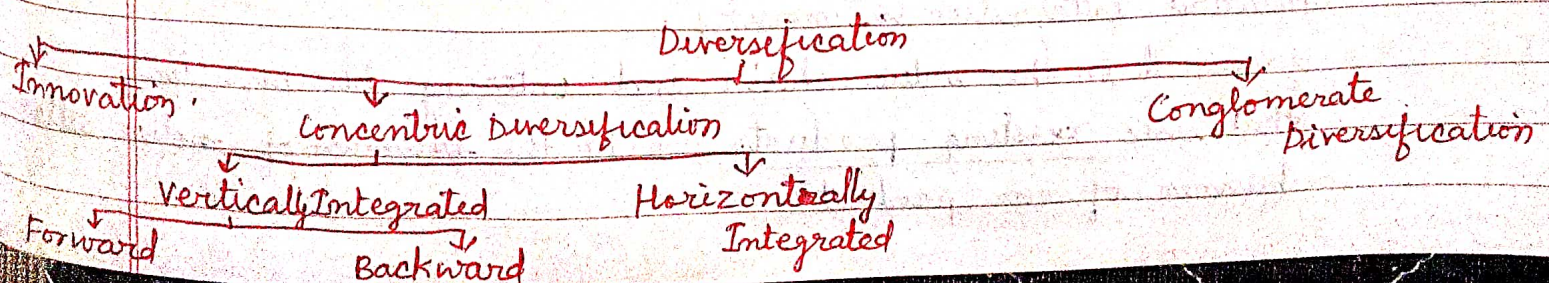 Diversification
Innovation.
Concentric Diversification
Conglomerate
Diversification
Vertically Integrated
Horizontally
Integrated
Forward
Backward